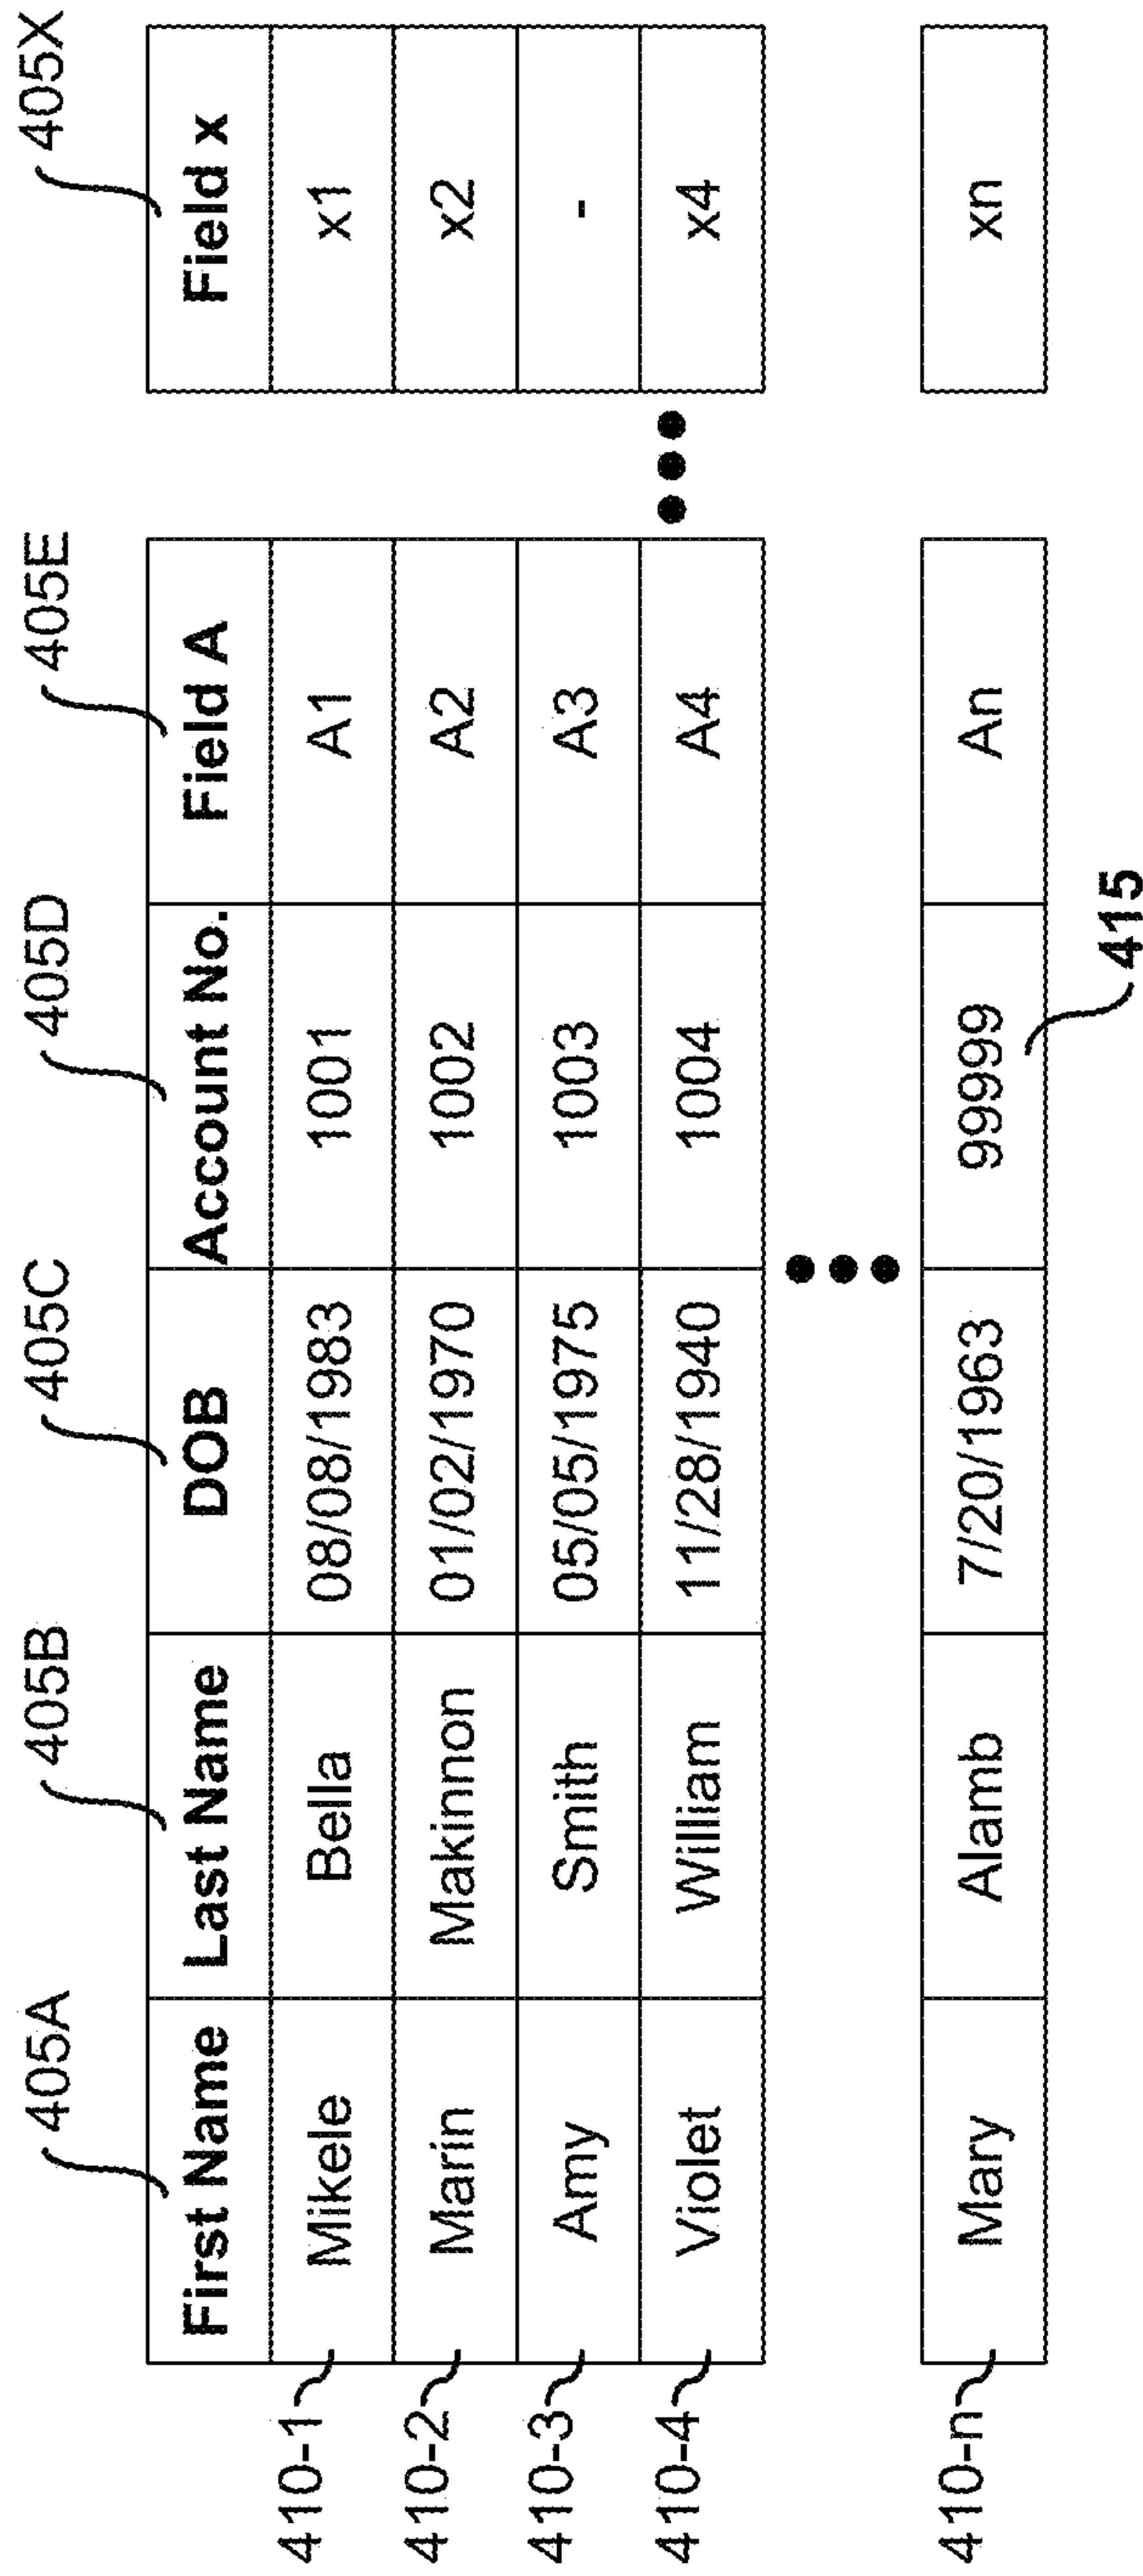 405A 405B 405C 405D 405E 405X
First Name Last Name DOB Account No. Field A Field x
410-1 Mikele Bella 08/08/1983 1001 A1 x1
410-2 Marin Makinnon 01/02/1970 1002 A2 x2
410-3 Amy Smith 05/05/1975 1003 A3 -
410-4 Violet William 11/28/1940 1004 A4 x4
410-n Mary Alamb 7/20/1963 99999 An xn
415